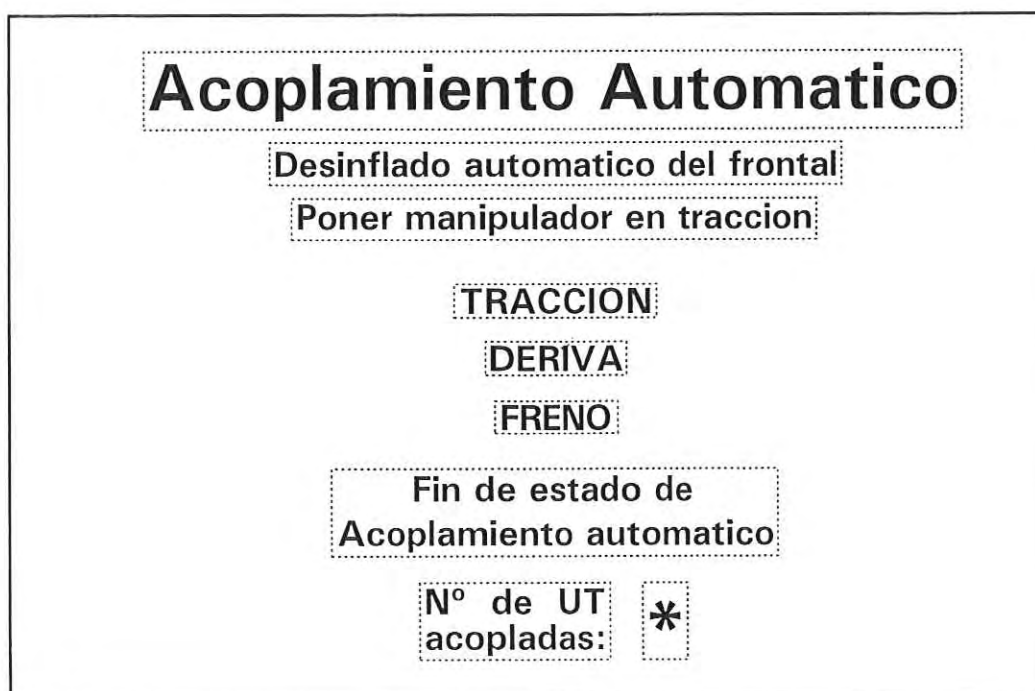 Acoplamiento Automatico
Desinflado automatico del frontal
Poner manipulador en traccion
TRACCION
DERIVA
FRENO
Fin de estado de
Acoplamiento automatico
Nº de UT
acopladas: *